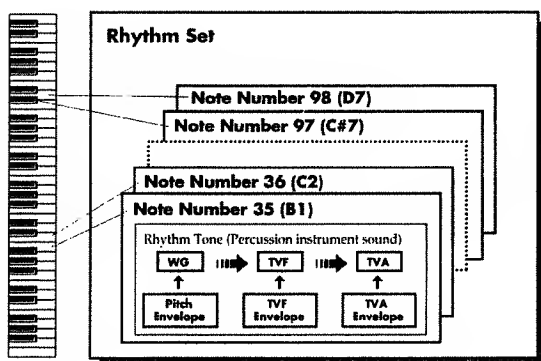 Rhythm Set
Note Number 98 (D7)
Note Number 97 (C#7)
Note Number 36 (C2)
Note Number 35 (B1)
Rhythm Tone (Percussion instrument sound)
WG TVF TVA
Pitch Envelope
TVF Envelope
TVA Envelope